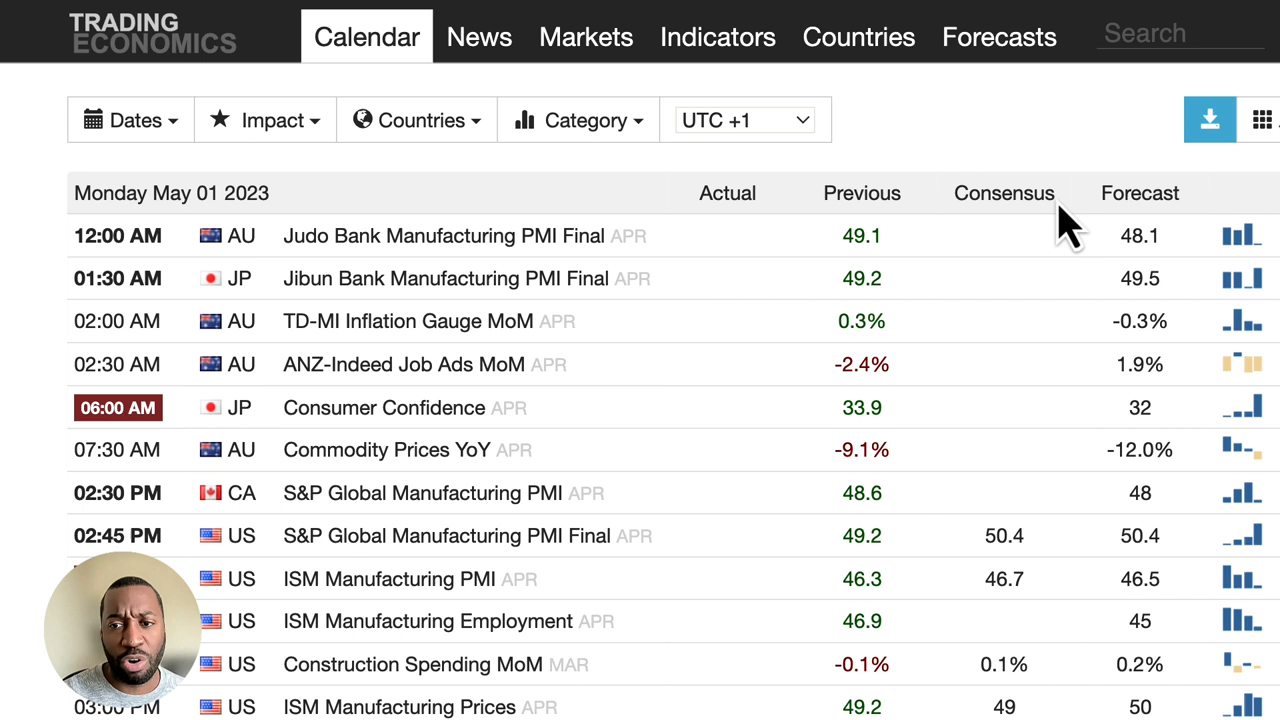 TRADING
ECONOMICS
Calendar News Markets Indicators Countries Forecasts Search
Dates Impact Countries Category UTC +1
Monday May 01 2023 Actual Previous Consensus Forecast
12:00 AM AU Judo Bank Manufacturing PMI Final APR 49.1 48.1
01:30 AM JP Jibun Bank Manufacturing PMI Final APR 49.2 49.5
02:00 AM AU TD-MI Inflation Gauge MoM APR 0.3% -0.3%
02:30 AM AU ANZ-Indeed Job Ads MoM APR -2.4% 1.9%
06:00 AM JP Consumer Confidence APR 33.9 32
07:30 AM AU Commodity Prices YoY APR -9.1% -12.0%
02:30 PM CA S&P Global Manufacturing PMI APR 48.6 48
02:45 PM US S&P Global Manufacturing PMI Final APR 49.2 50.4 50.4
US ISM Manufacturing PMI APR 46.3 46.7 46.5
US ISM Manufacturing Employment APR 46.9 45
US Construction Spending MoM MAR -0.1% 0.1% 0.2%
03:00 PM US ISM Manufacturing Prices APR 49.2 49 50